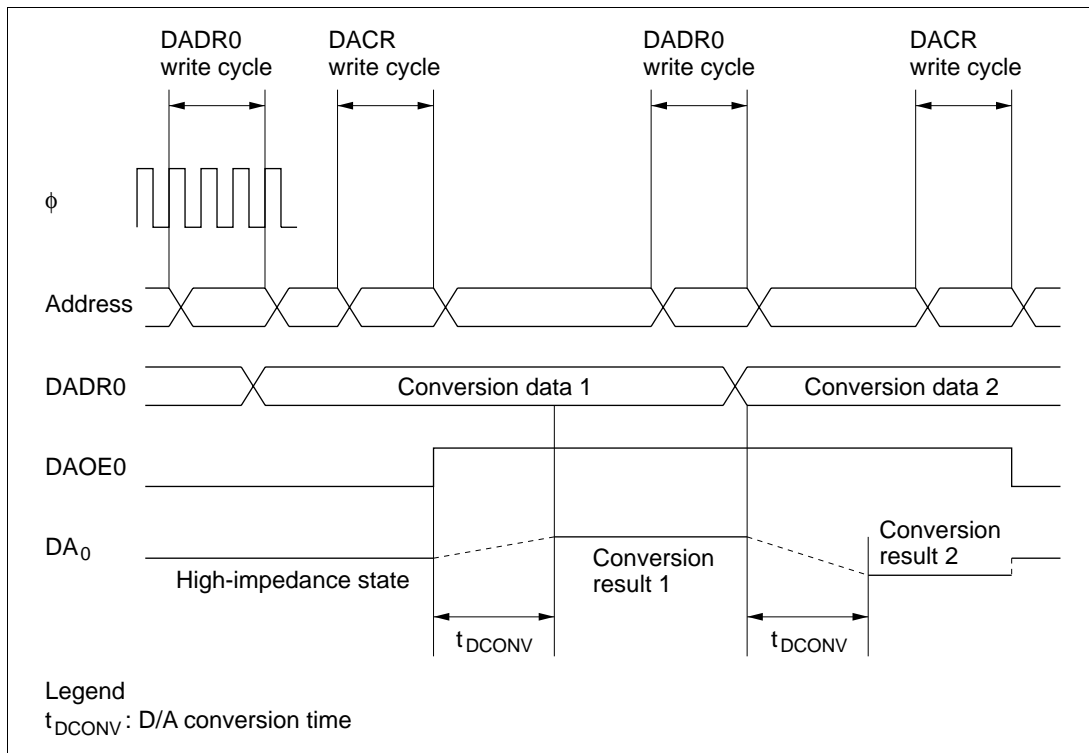 DADR0
write cycle
DACR
write cycle
DADR0
write cycle
DACR
write cycle
ϕ
Address
DADR0
Conversion data 1
Conversion data 2
DAOE0
DA0
High-impedance state
Conversion
result 1
Conversion
result 2
tDCONV
tDCONV
Legend
tDCONV : D/A conversion time